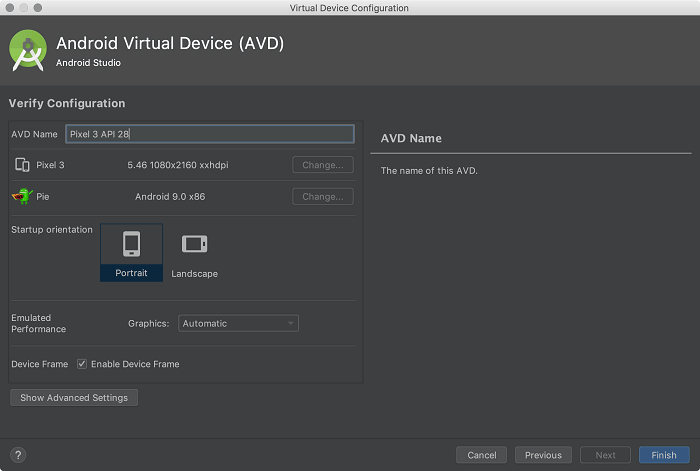 Virtual Device Configuration
Android Virtual Device (AVD)
Android Studio
Verify Configuration
AVD Name Pixel 3 API 28
Pixel 3 5.46 1080x2160 xxhdpi Change...
Pie Android 9.0 x86 Change...
Startup orientation
Portrait Landscape
Emulated
Performance Graphics: Automatic
Device Frame Enable Device Frame
Show Advanced Settings
AVD Name
The name of this AVD.
? Cancel Previous Next Finish